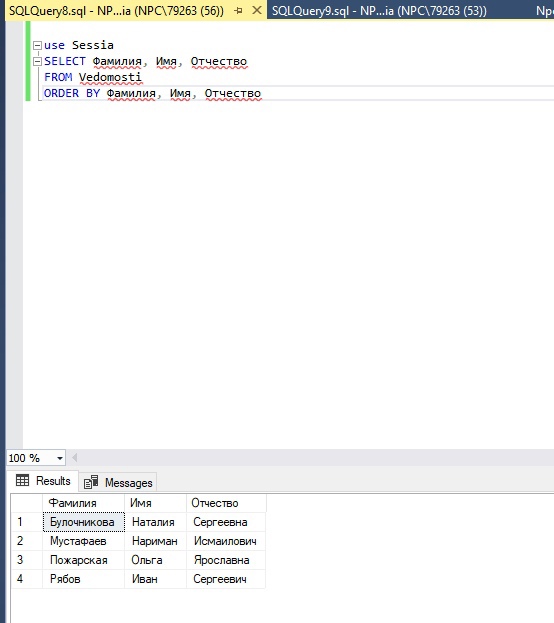 SQLQuery8.sql - NP...ia (NPC\79263 (56)) SQLQuery9.sql - NP...ia (NPC\79263 (53)) Npc
use Sessia
SELECT Фамилия, Имя, Отчество
FROM Vedomosti
ORDER BY Фамилия, Имя, Отчество
100 %
Results Messages
Фамилия Имя Отчество
1 Булочникова Наталия Сергеевна
2 Мустафаев Нариман Исмаилович
3 Пожарская Ольга Ярославна
4 Рябов Иван Сергеевич